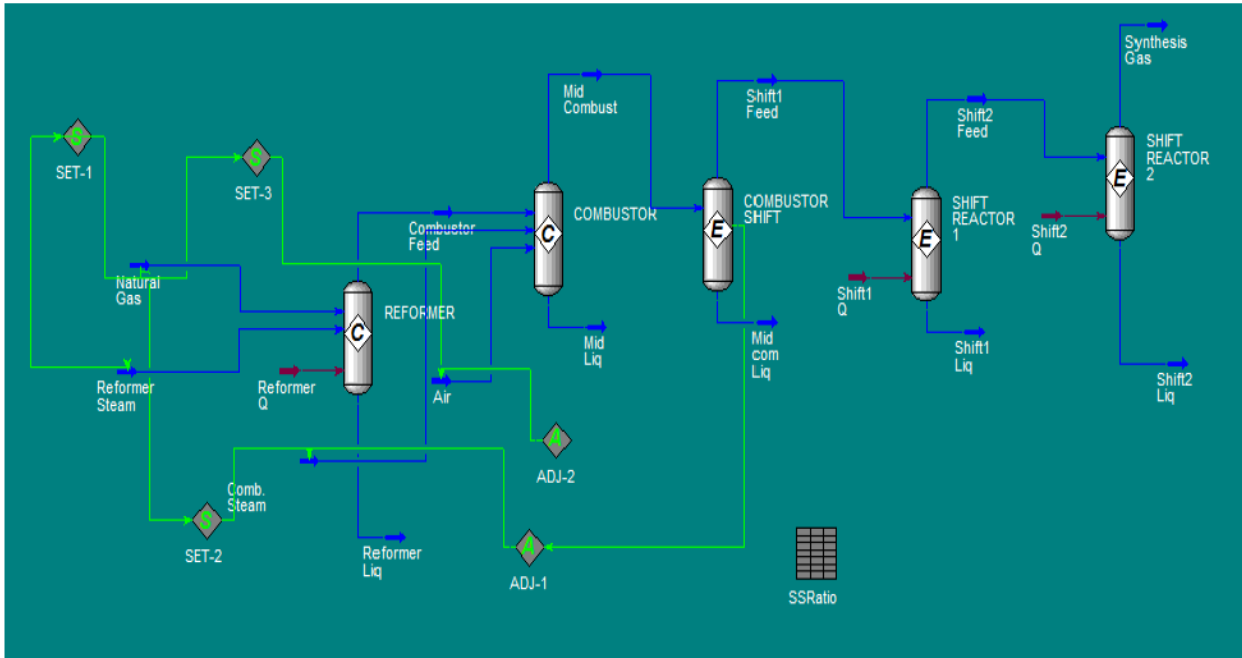 Synthesis
Gas
Mid
Combust
Shift1
Feed
Shift2
Feed
S
SET-1
S
SET-3
SHIFT
REACTOR
2
E
COMBUSTOR
C
COMBUSTOR
SHIFT
E
SHIFT
REACTOR
1
E
Combustor
Feed
Shift2
Q
Natural
Gas
Shift1
Q
REFORMER
C
Mid
Liq
Mid
com
Liq
Shift1
Liq
Shift2
Liq
Reformer
Steam
Reformer
Q
Air
A
ADJ-2
Comb.
Steam
S
SET-2
Reformer
Liq
A
ADJ-1
SSRatio